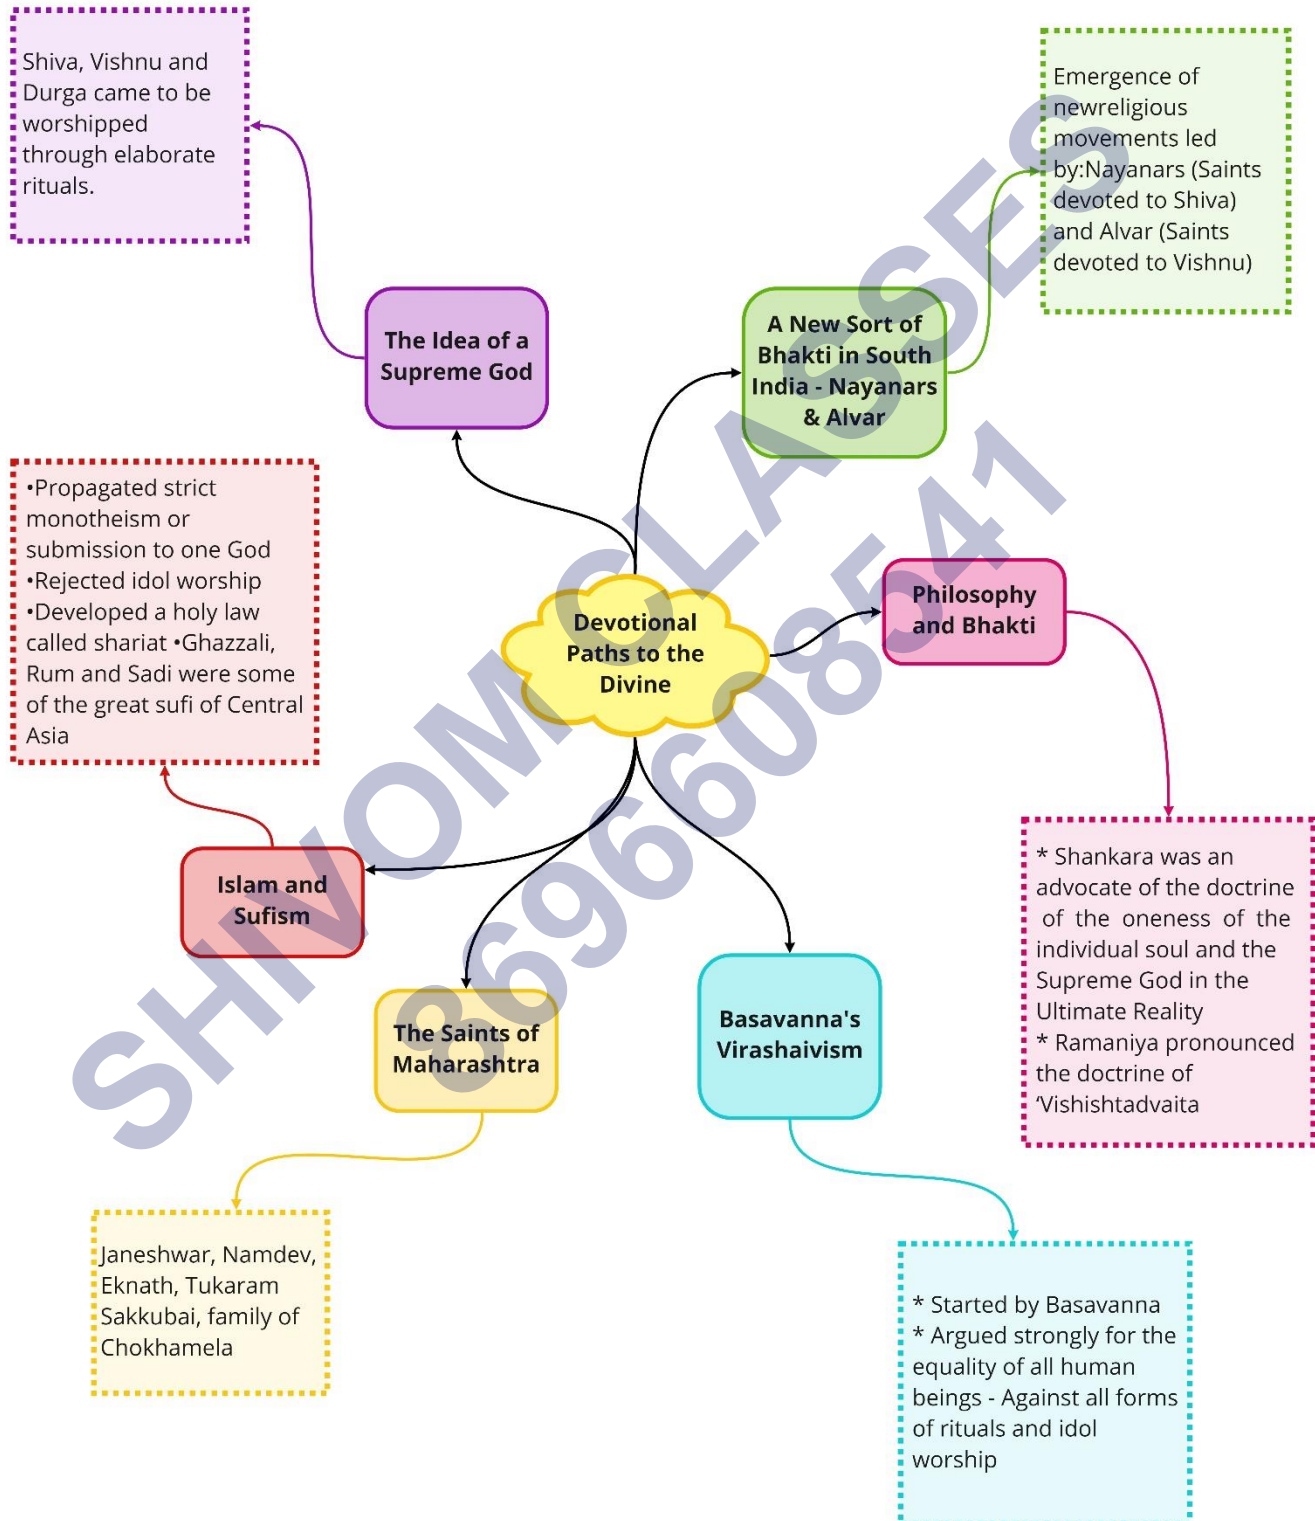 Shiva, Vishnu and
Durga came to be
worshipped
through elaborate
rituals.
Emergence of
newreligious
movements led
by:Nayanars (Saints
devoted to Shiva)
and Alvar (Saints
devoted to Vishnu)
The Idea of a
Supreme God
A New Sort of
Bhakti in South
India - Nayanars
& Alvar
•Propagated strict
monotheism or
submission to one God
•Rejected idol worship
•Developed a holy law
called shariat •Ghazzali,
Rum and Sadi were some
of the great sufi of Central
Asia
Devotional
Paths to the
Divine
Philosophy
and Bhakti
Islam and
Sufism
* Shankara was an
advocate of the doctrine
of the oneness of the
individual soul and the
Supreme God in the
Ultimate Reality
* Ramaniya pronounced
the doctrine of
‘Vishishtadvaita
The Saints of
Maharashtra
Basavanna's
Virashaivism
Janeshwar, Namdev,
Eknath, Tukaram
Sakkubai, family of
Chokhamela
* Started by Basavanna
* Argued strongly for the
equality of all human
beings - Against all forms
of rituals and idol
worship
SHIVOM CLASSES
8696608541